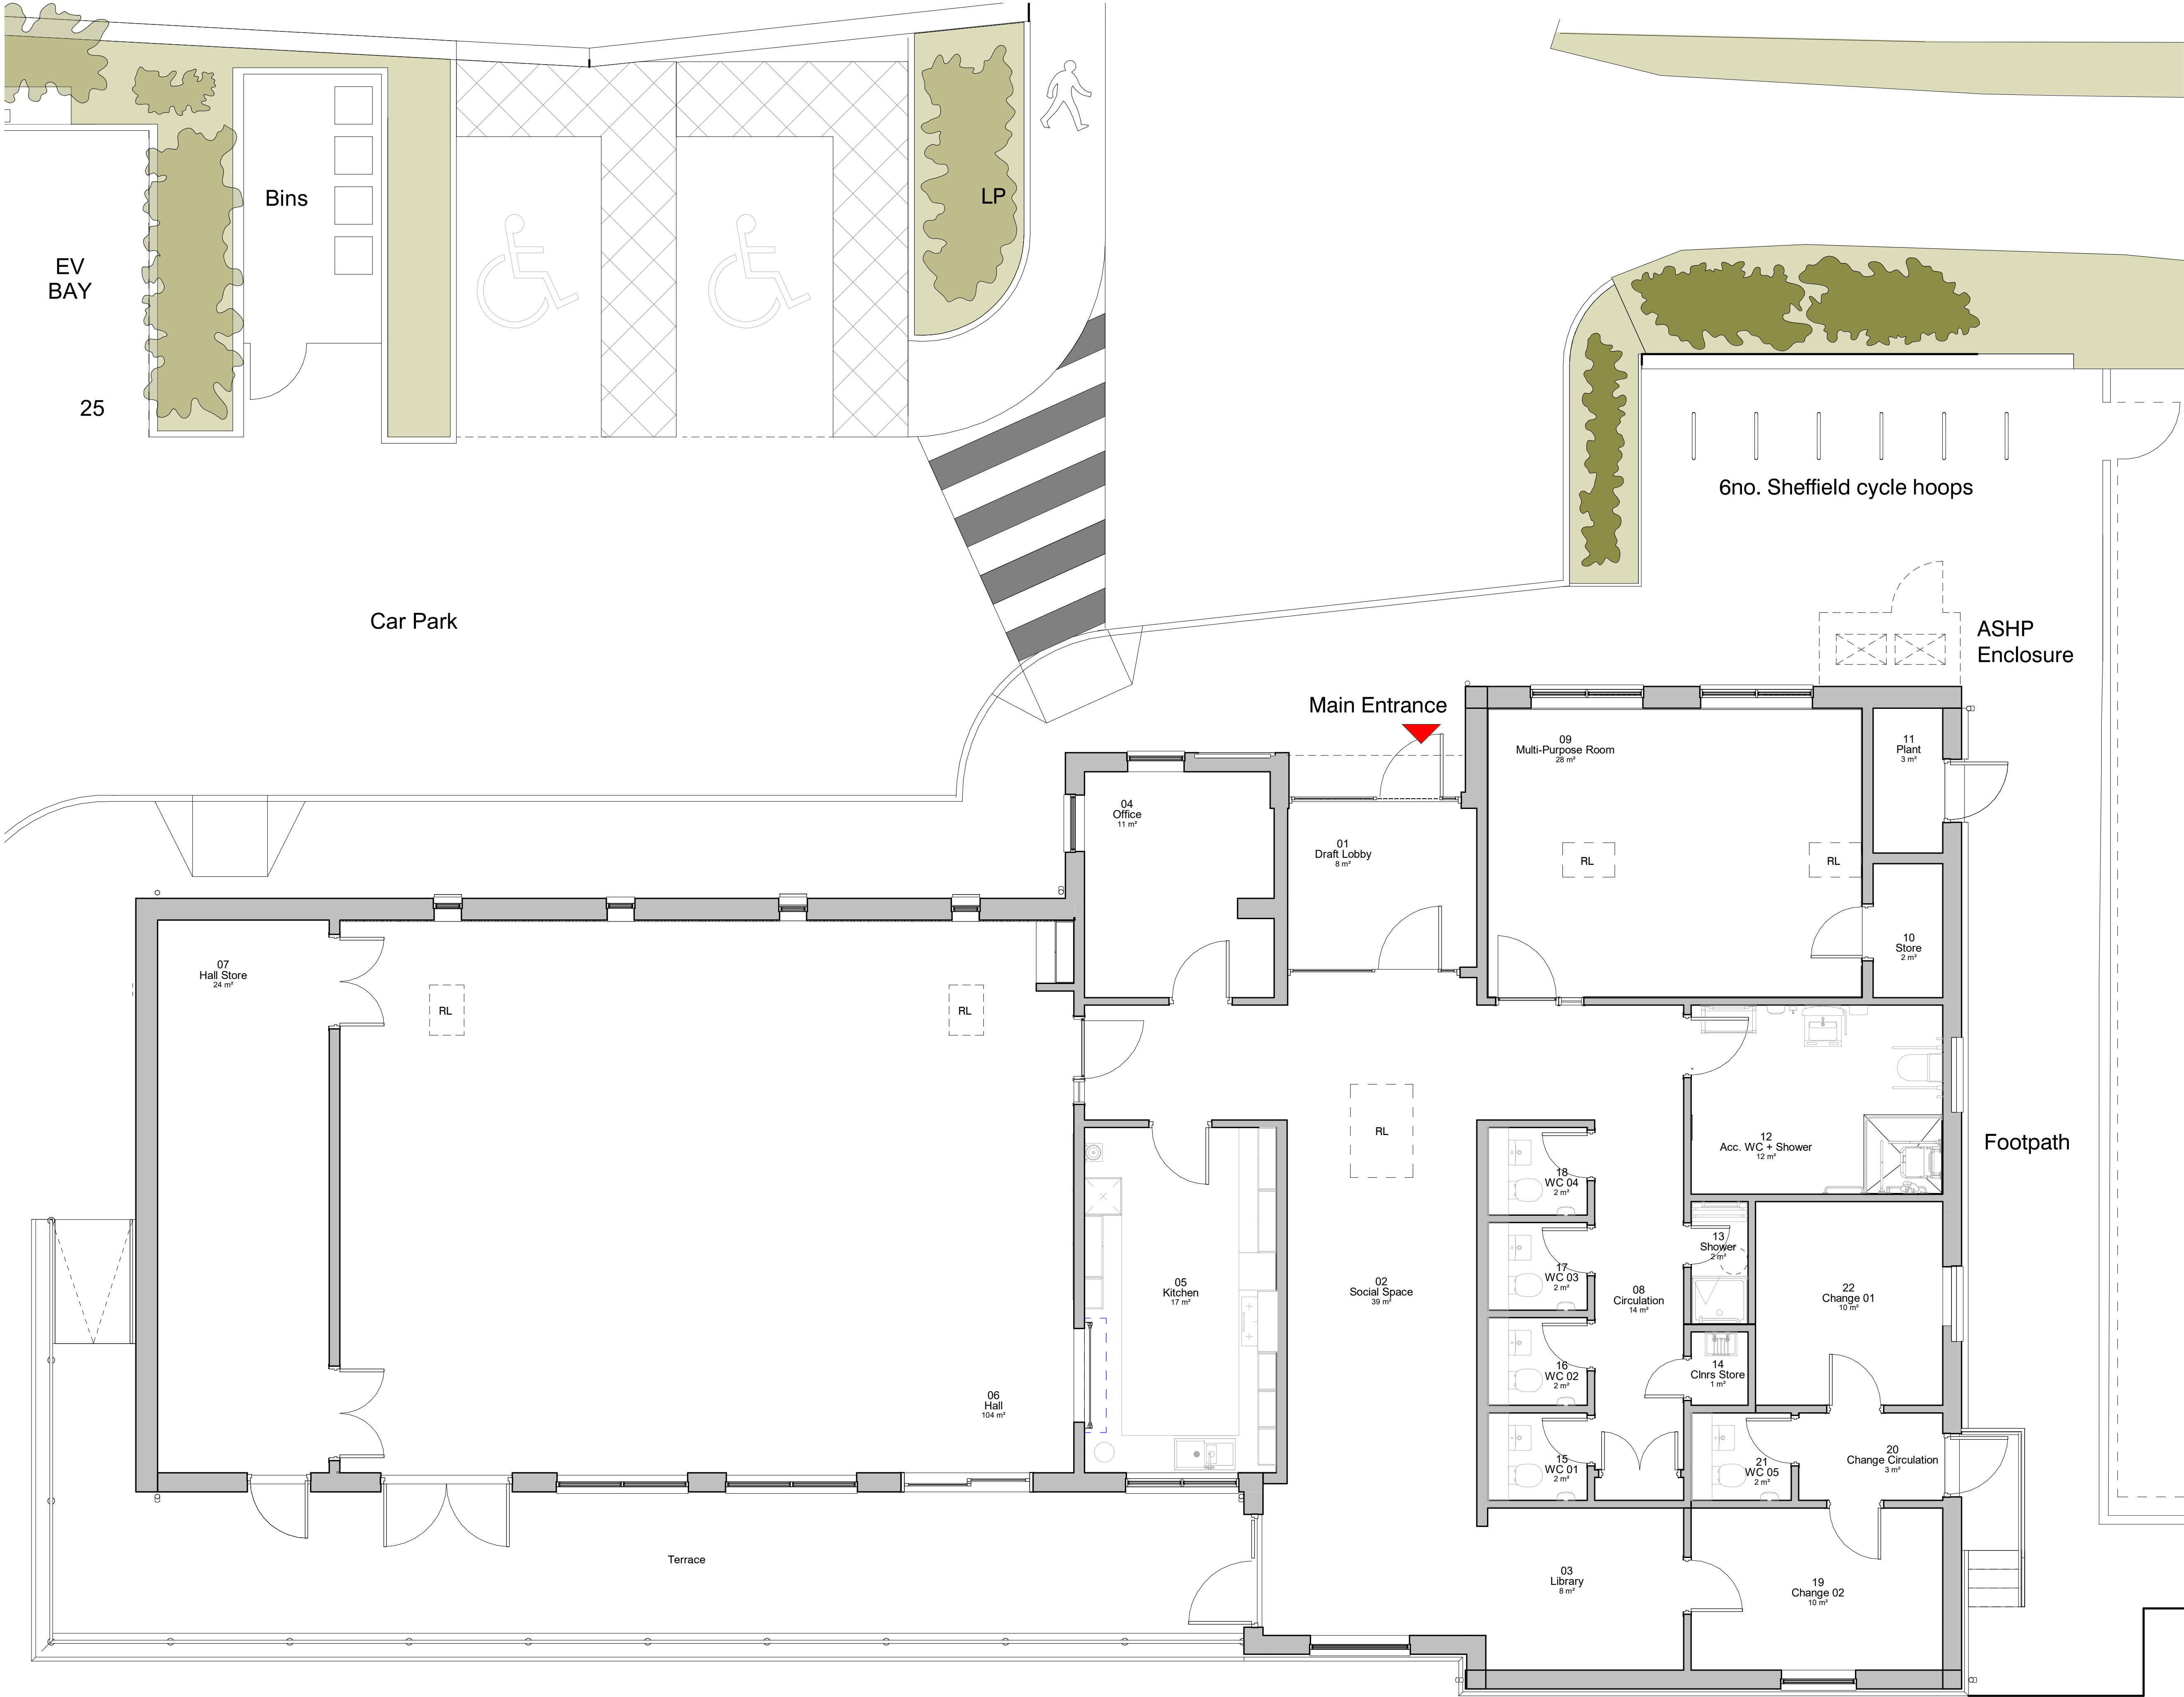 LP
Bins
EV
BAY
25
6no. Sheffield cycle hoops
Car Park
ASHP
Enclosure
Main Entrance
09
Multi-Purpose Room
28 m²
11
Plant
3 m²
04
Office
11 m²
01
Draft Lobby
8 m²
RL
RL
10
Store
2 m²
07
Hall Store
24 m²
RL
RL
RL
12
Acc. WC + Shower
12 m²
Footpath
18
WC 04
2 m²
13
Shower
2 m²
17
WC 03
2 m²
05
Kitchen
17 m²
02
Social Space
39 m²
08
Circulation
14 m²
22
Change 01
10 m²
16
WC 02
2 m²
14
Clnrs Store
1 m²
06
Hall
104 m²
15
WC 01
2 m²
21
WC 05
2 m²
20
Change Circulation
3 m²
Terrace
03
Library
8 m²
19
Change 02
10 m²